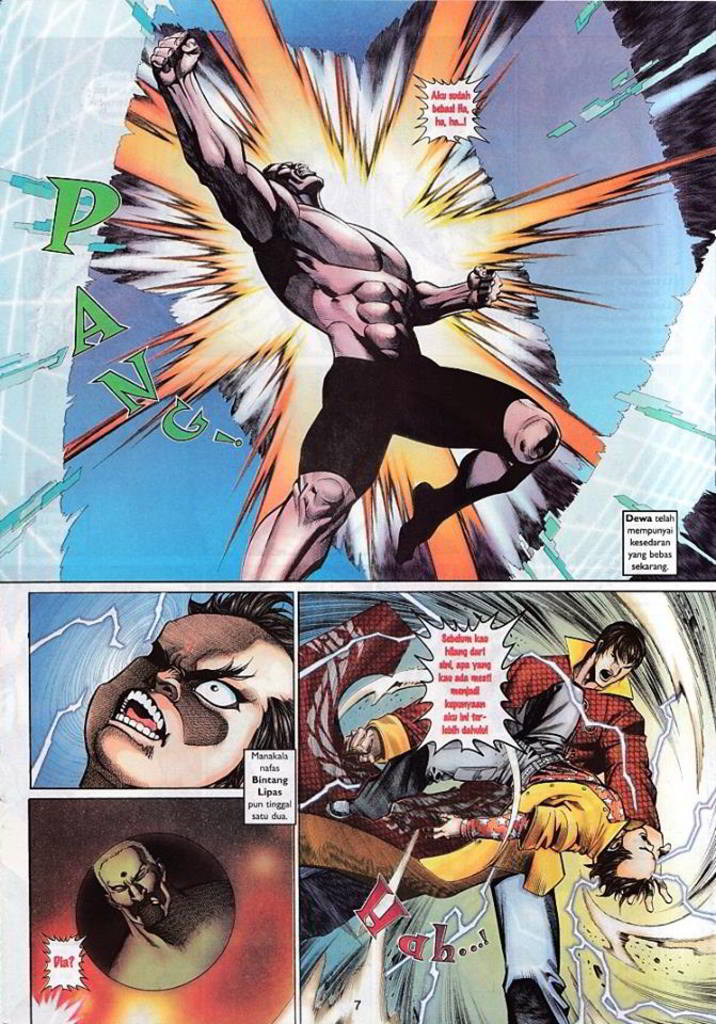 Aku sudah
bebas! Ha,
ha, ha...!
PANG!
Dewa telah
mempunyai
kesedaran
yang bebas
sekarang.
Manakala
nafas
Bintang
Lipas
pun tinggal
satu dua.
Sebelum kau
hilang dari
sini, apa yang
kau ada mesti
menjadi
kepunyaan
aku ini ter-
lebih dahulu!
Dia?
Uah...!
7